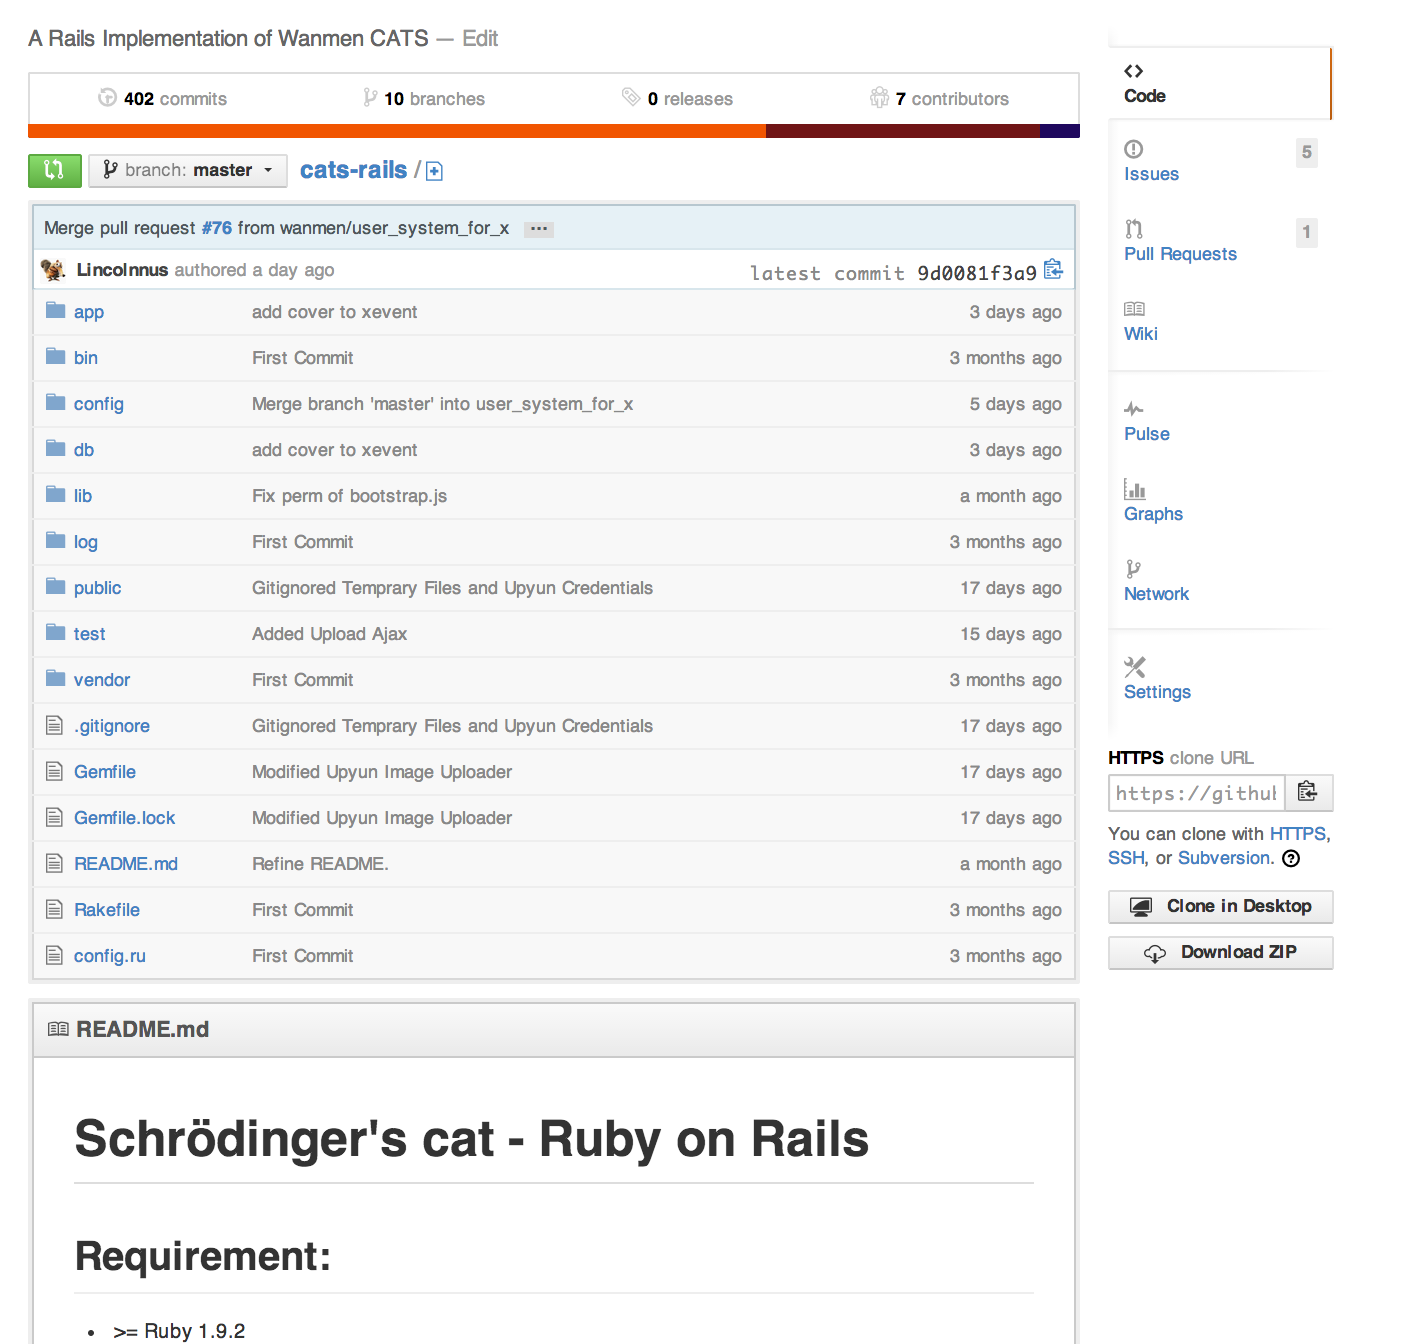 A Rails Implementation of Wanmen CATS — Edit
402 commits 10 branches 0 releases 7 contributors
branch: master cats-rails /
Merge pull request #76 from wanmen/user_system_for_x ...
Lincolnnus authored a day ago latest commit 9d0081f3a9
app add cover to xevent 3 days ago
bin First Commit 3 months ago
config Merge branch 'master' into user_system_for_x 5 days ago
db add cover to xevent 3 days ago
lib Fix perm of bootstrap.js a month ago
log First Commit 3 months ago
public Gitignored Temprary Files and Upyun Credentials 17 days ago
test Added Upload Ajax 15 days ago
vendor First Commit 3 months ago
.gitignore Gitignored Temprary Files and Upyun Credentials 17 days ago
Gemfile Modified Upyun Image Uploader 17 days ago
Gemfile.lock Modified Upyun Image Uploader 17 days ago
README.md Refine README. a month ago
Rakefile First Commit 3 months ago
config.ru First Commit 3 months ago
README.md
Schrödinger's cat - Ruby on Rails
Requirement:
• >= Ruby 1.9.2
Code
Issues 5
Pull Requests 1
Wiki
Pulse
Graphs
Network
Settings
HTTPS clone URL
https://githul
You can clone with HTTPS,
SSH, or Subversion.
Clone in Desktop
Download ZIP